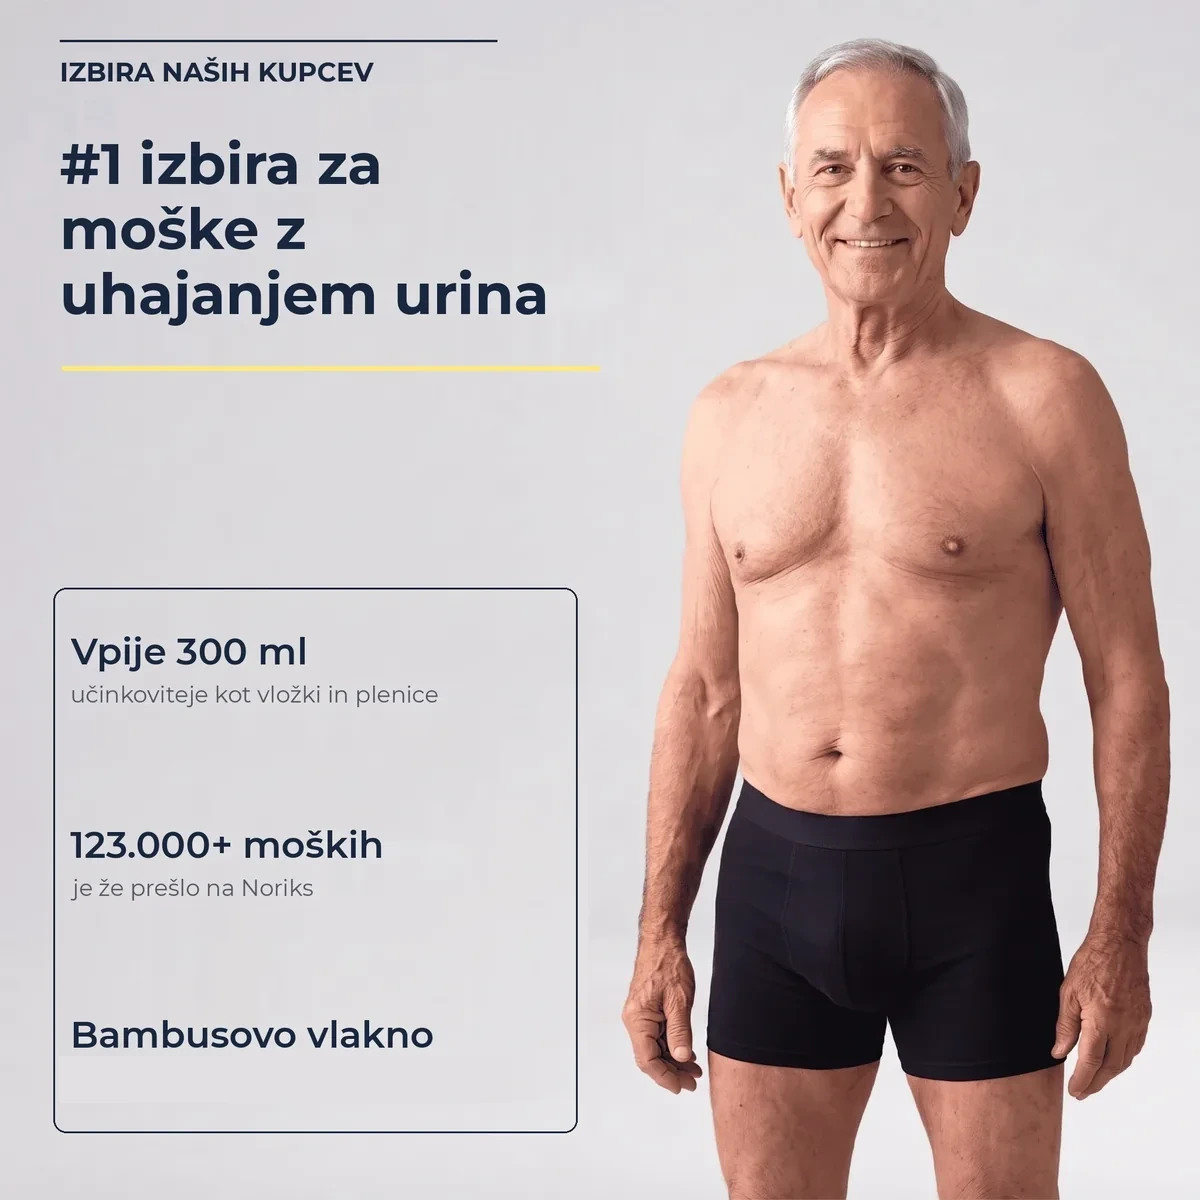 IZBIRA NAŠIH KUPCEV
#1 izbira za
moške z
uhajanjem urina
Vpije 300 ml
učinkoviteje kot vložki in plenice
123.000+ moških
je že prešlo na Noriks
Bambusovo vlakno